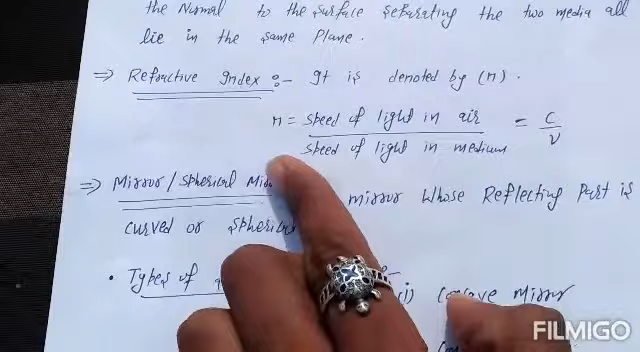 the Normal to the surface separating the two media all
lie in the same plane.
⇒ Refractive Index :- It is denoted by (n).
n = speed of light in air / speed of light in medium = c / v
⇒ Mirror / spherical mirror whose Reflecting Part is
curved or spherical
• Types of :- (i) concave Mirror
FILMIGO